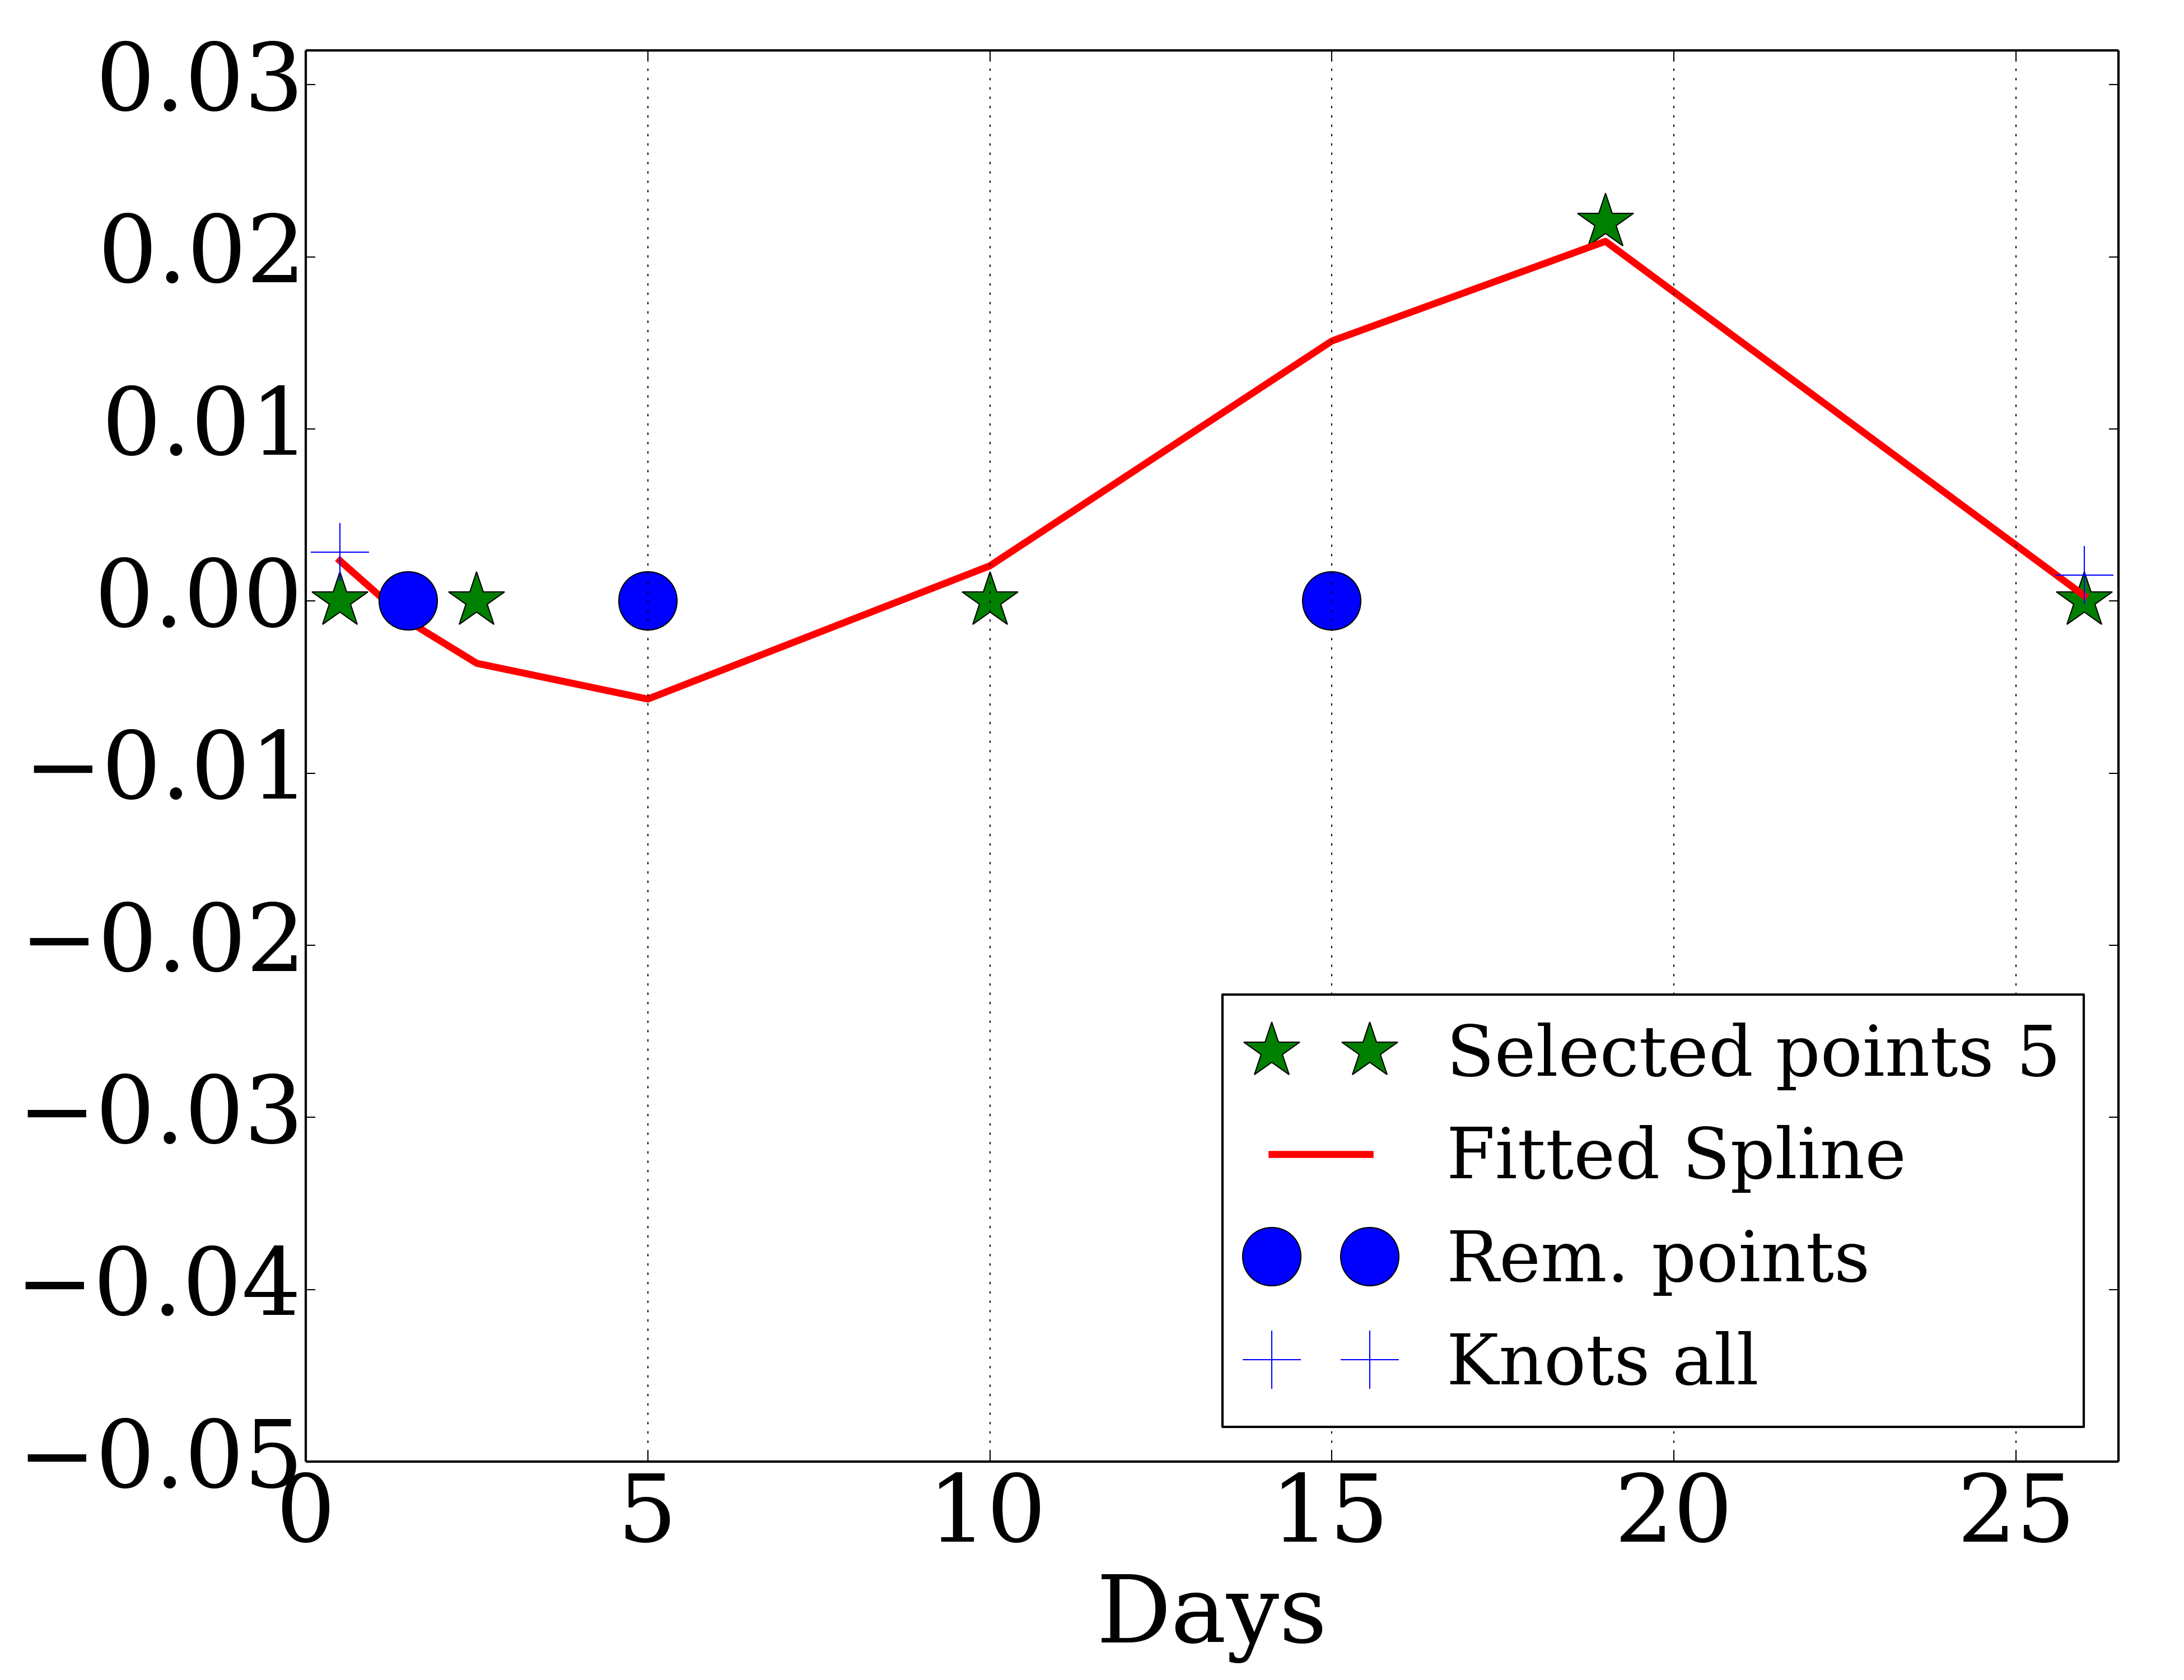 0.03
0.02
0.01
0.00
−0.01
−0.02
−0.03
−0.04
−0.05
Selected points 5
Fitted Spline
Rem. points
Knots all
0 5 10 15 20 25
Days